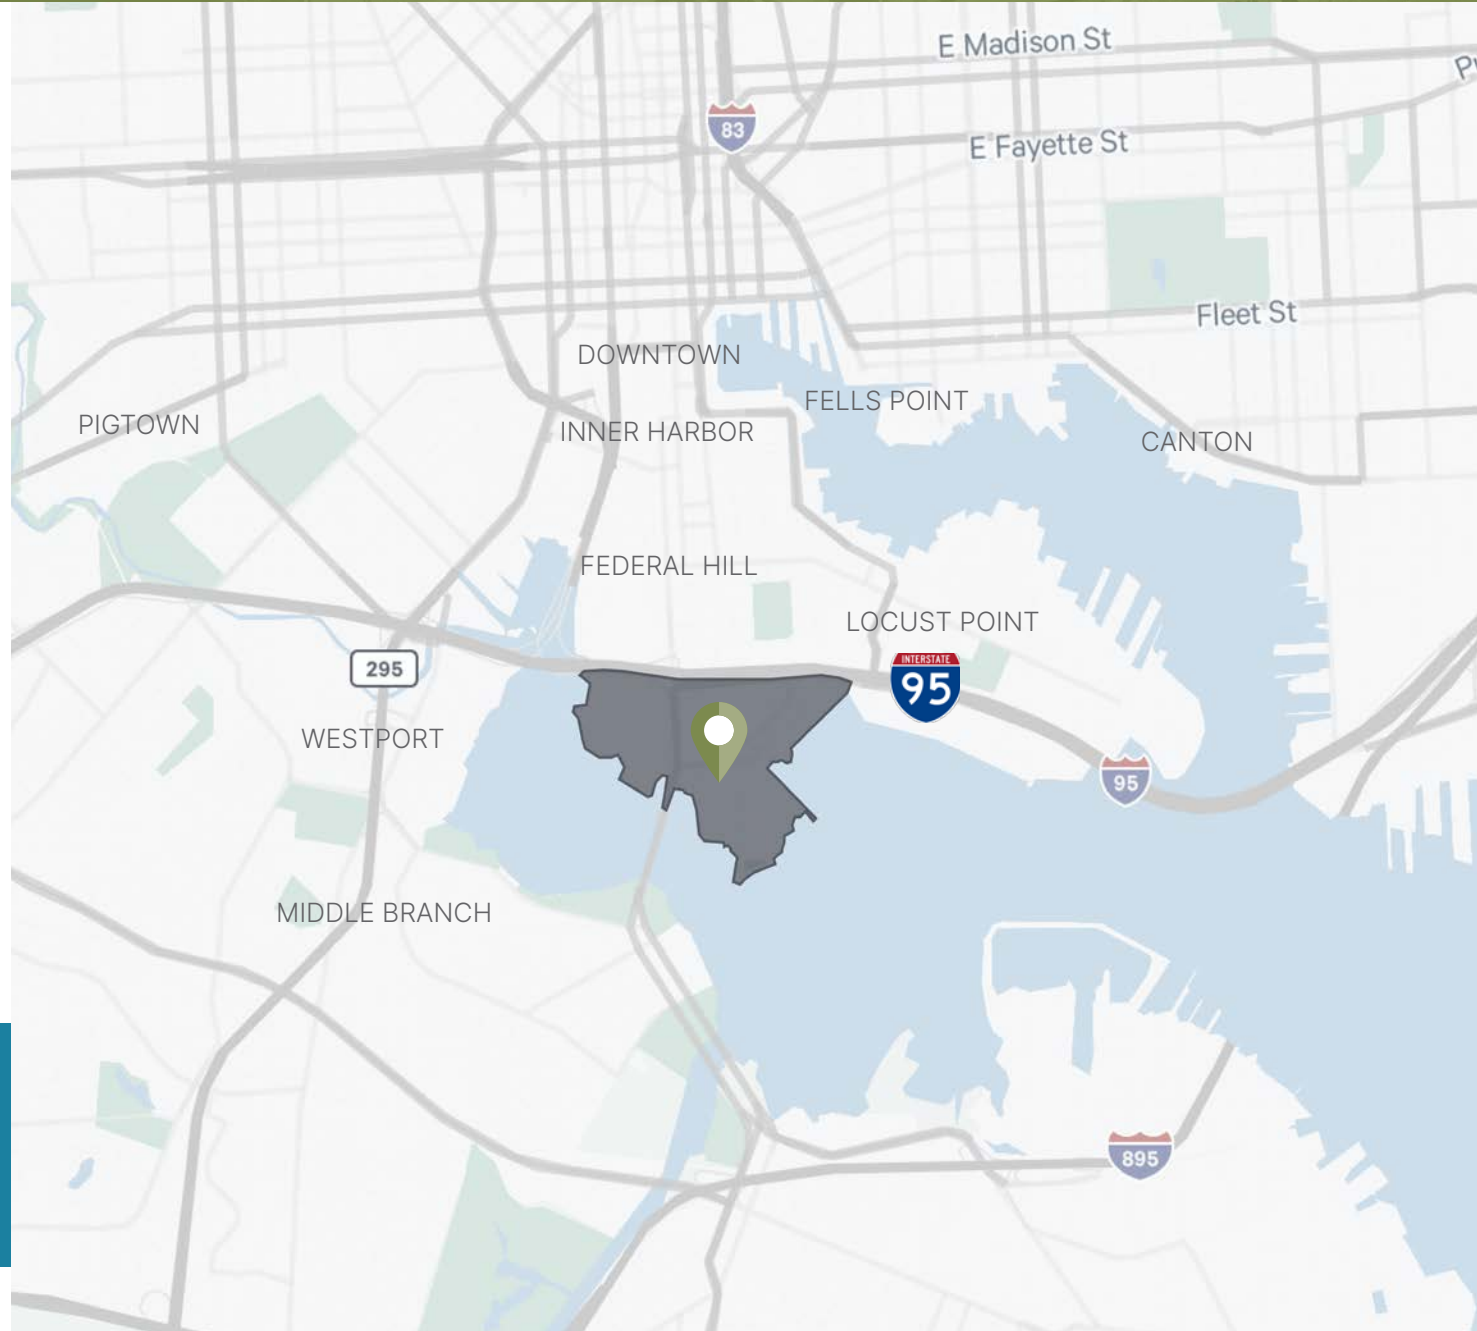 E Madison St
Pr
83
E Fayette St
Fleet St
DOWNTOWN
FELLS POINT
PIGTOWN
INNER HARBOR
CANTON
FEDERAL HILL
LOCUST POINT
INTERSTATE
95
295
WESTPORT
95
MIDDLE BRANCH
895